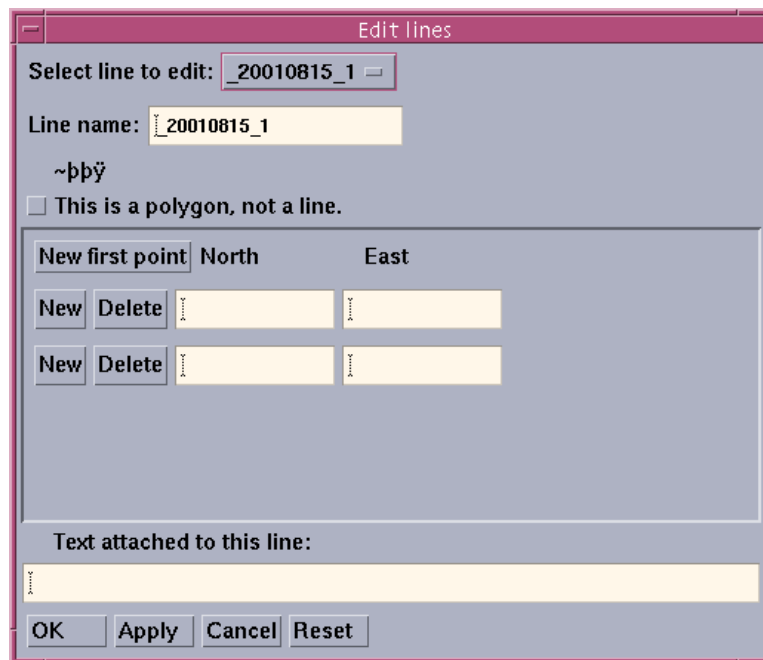 Edit lines
Select line to edit: _20010815_1
Line name: _20010815_1
~þþÿ
This is a polygon, not a line.
New first point North East
New Delete
New Delete
Text attached to this line:
OK Apply Cancel Reset